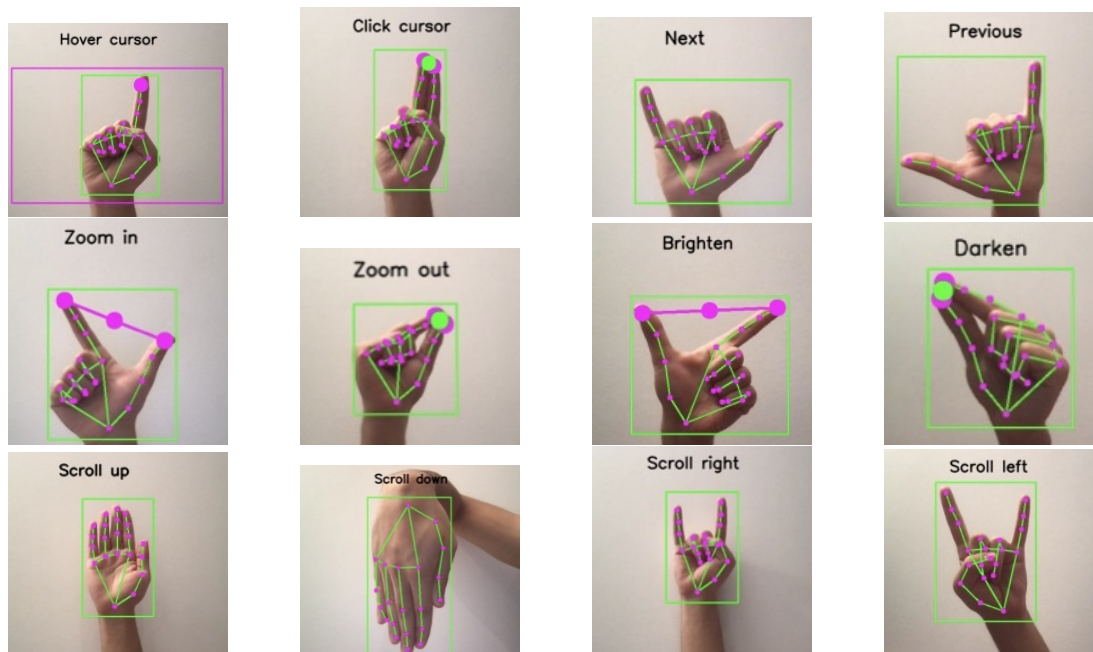 Hover cursor
Click cursor
Next
Previous
Zoom in
Zoom out
Brighten
Darken
Scroll up
Scroll down
Scroll right
Scroll left